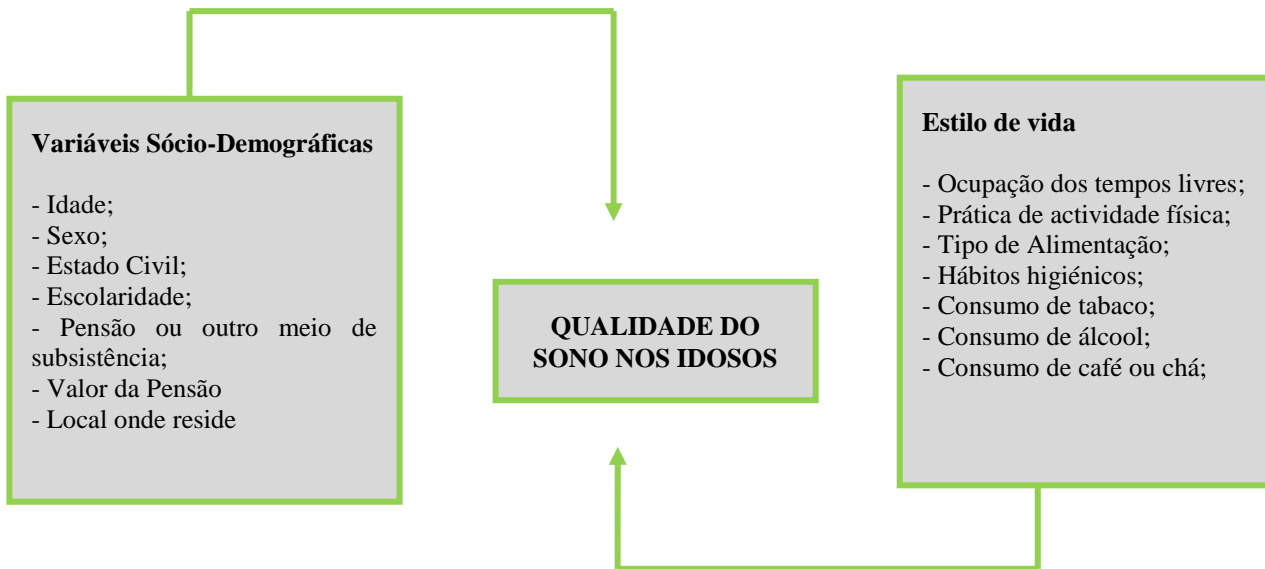 Variáveis Sócio-Demográficas
- Idade;
- Sexo;
- Estado Civil;
- Escolaridade;
- Pensão ou outro meio de
subsistência;
- Valor da Pensão
- Local onde reside
QUALIDADE DO
SONO NOS IDOSOS
Estilo de vida
- Ocupação dos tempos livres;
- Prática de actividade física;
- Tipo de Alimentação;
- Hábitos higiénicos;
- Consumo de tabaco;
- Consumo de álcool;
- Consumo de café ou chá;